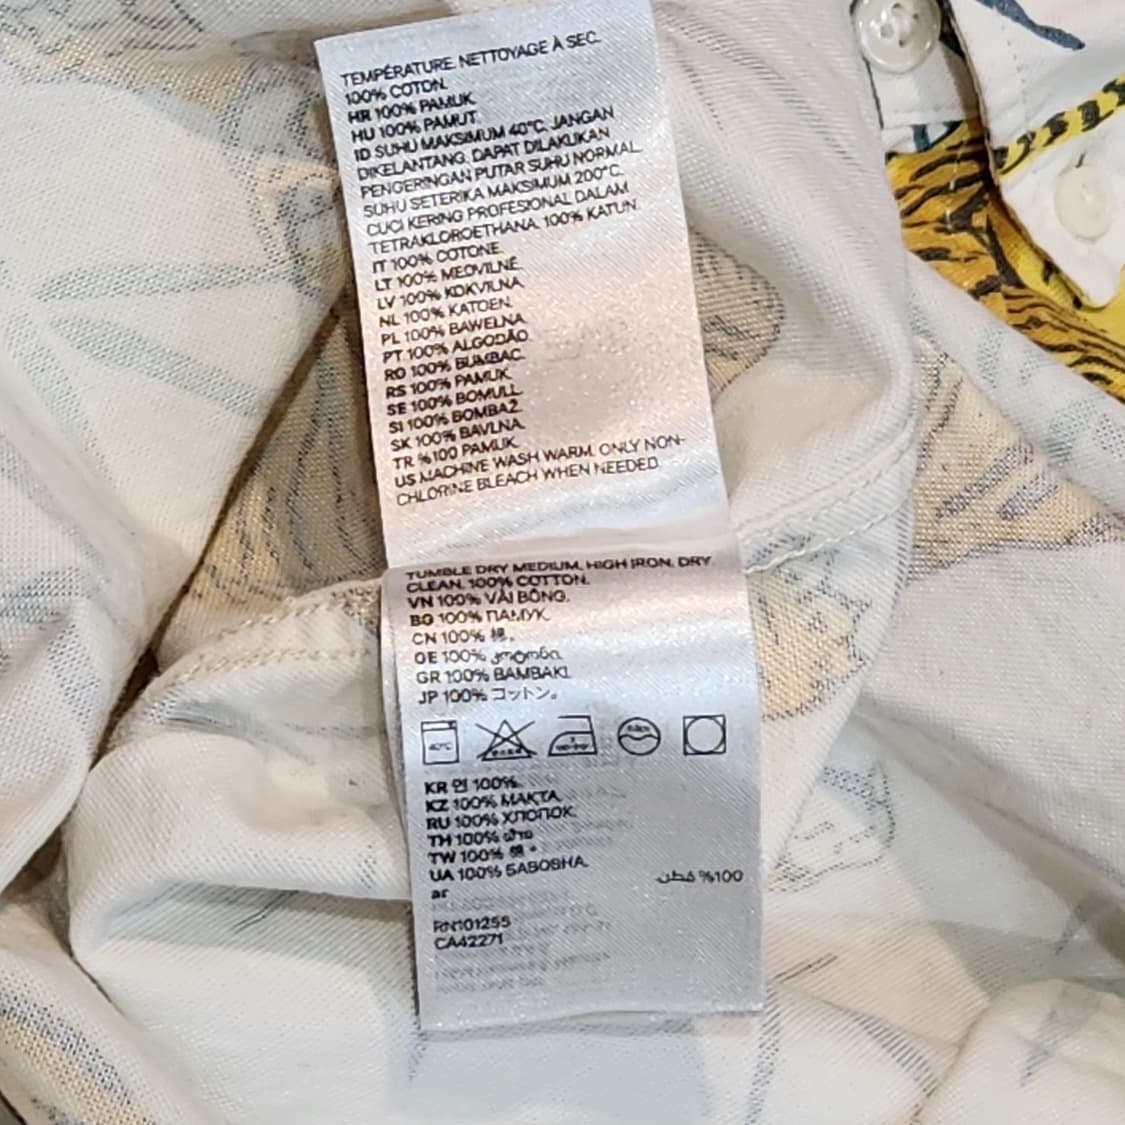 TEMPÉRATURE. NETTOYAGE À SEC.
100% COTON.
HR 100% PAMUK.
HU 100% PAMUT.
ID SUHU MAKSIMUM 40°C. JANGAN
DIKELANTANG. DAPAT DILAKUKAN
PENGERINGAN PUTAR SUHU NORMAL.
SUHU SETERIKA MAKSIMUM 200°C.
CUCI KERING PROFESIONAL DALAM
TETRAKLOROETHANA. 100% KATUN.
IT 100% COTONE.
LT 100% MEDVILNĖ.
LV 100% KOKVILNA.
NL 100% KATOEN.
PL 100% BAWEŁNA.
PT 100% ALGODÃO.
RO 100% BUMBAC.
RS 100% PAMUK.
SE 100% BOMULL.
SI 100% BOMBAŽ.
SK 100% BAVLNA.
TR %100 PAMUK.
US MACHINE WASH WARM. ONLY NON-
CHLORINE BLEACH WHEN NEEDED.
TUMBLE DRY MEDIUM. HIGH IRON. DRY
CLEAN. 100% COTTON.
VN 100% VẢI BÔNG.
BG 100% ПАМУК.
CN 100% 棉。
GE 100%
GR 100% ΒΑΜΒΑΚΙ.
JP 100% コットン。
40°C
KR 면 100%.
KZ 100% МАКТА.
RU 100% ХЛОПОК.
TH 100% ฝ้าย
TW 100% 棉。
UA 100% БАВОВНА.
100% قطن
ar
RN101255
CA42271